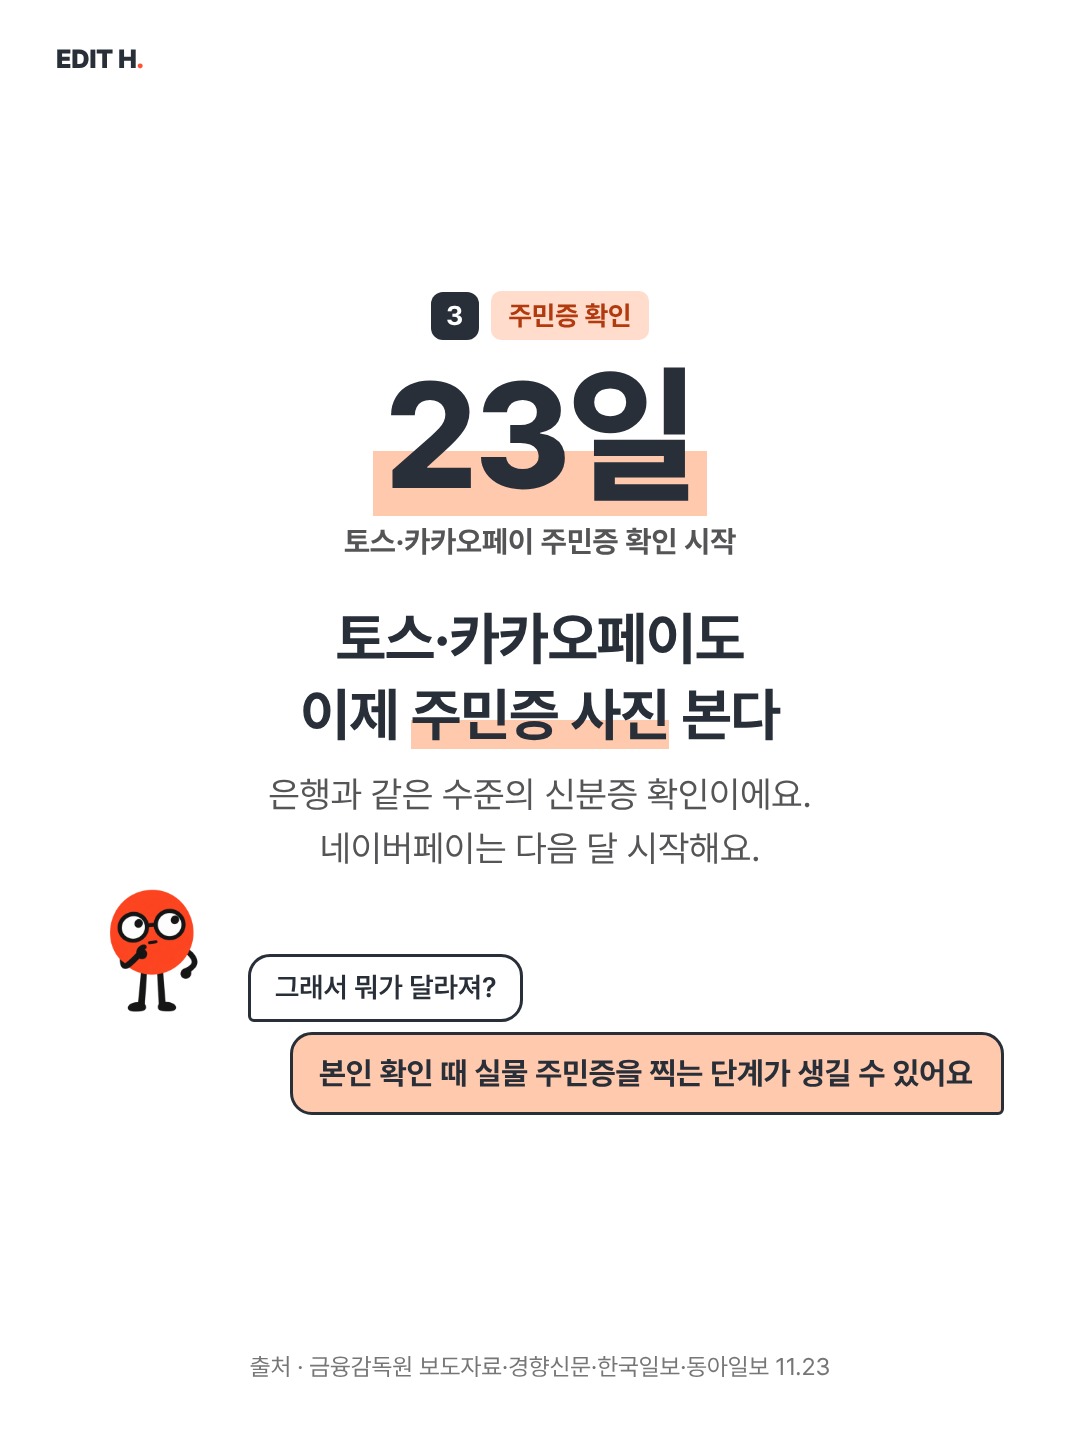 EDIT H.
3 주민증 확인
23일
토스·카카오페이 주민증 확인 시작
토스·카카오페이도
이제 주민증 사진 본다
은행과 같은 수준의 신분증 확인이에요.
네이버페이는 다음 달 시작해요.
그래서 뭐가 달라져?
본인 확인 때 실물 주민증을 찍는 단계가 생길 수 있어요
출처 · 금융감독원 보도자료·경향신문·한국일보·동아일보 11.23